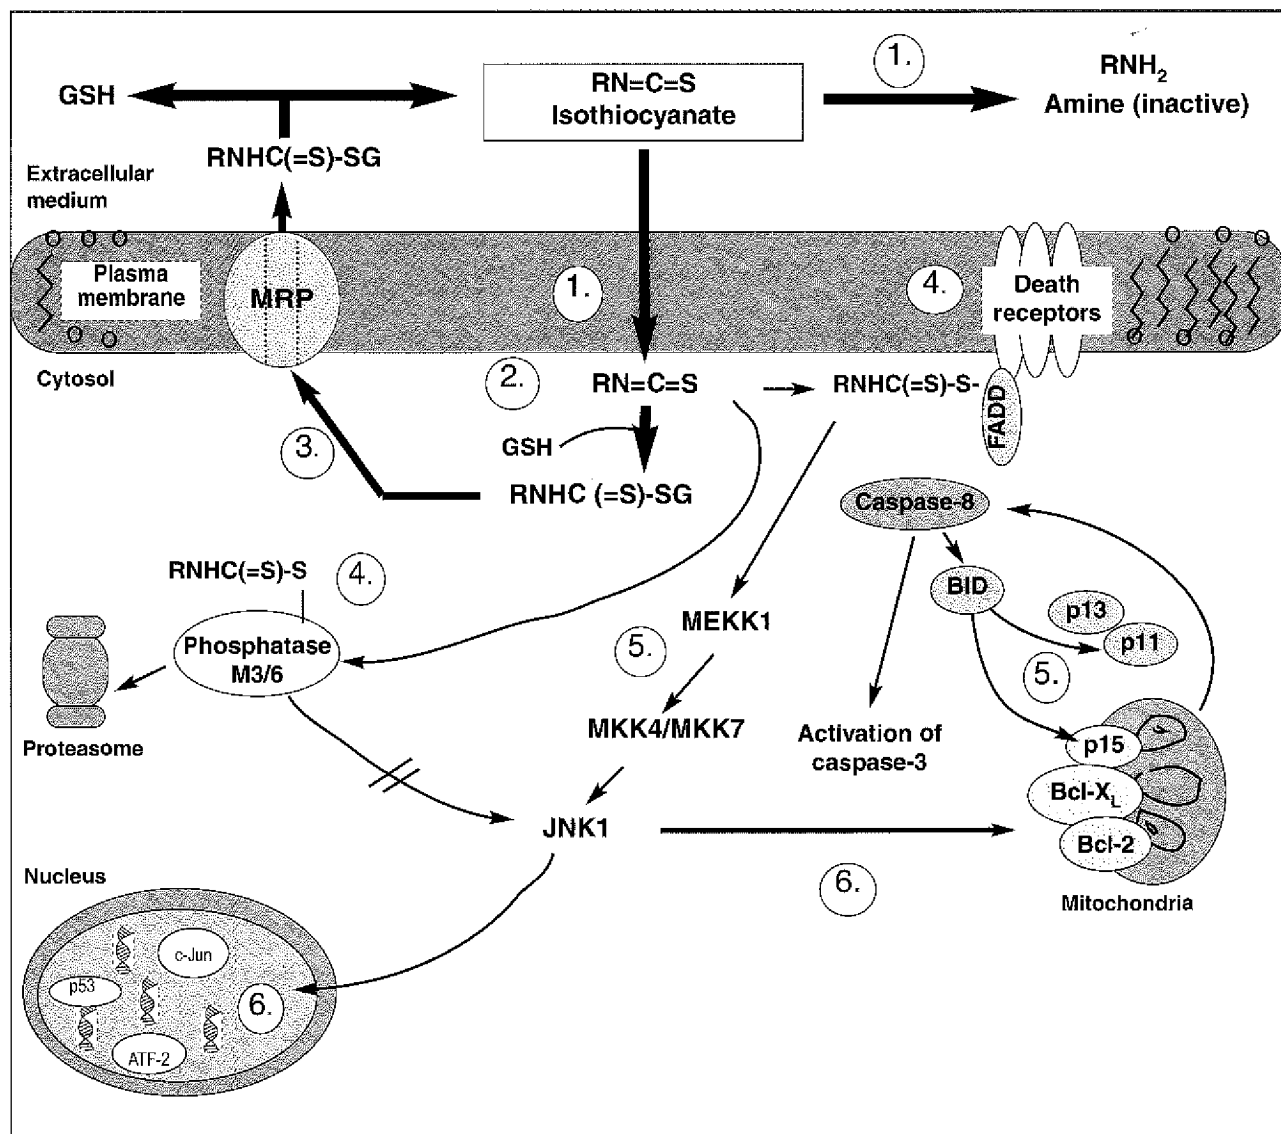 1.
GSH
RN=C=S
Isothiocyanate
RNH2
Amine (inactive)
RNHC(=S)-SG
Extracellular
medium
O O O
O
O
O
Plasma
membrane
MRP
1.
4.
Death
receptors
O O
O O
Cytosol
2.
RN=C=S
RNHC(=S)-S-
FADD
3.
GSH
RNHC (=S)-SG
Caspase-8
RNHC(=S)-S
4.
BID
p13
p11
Phosphatase
M3/6
MEKK1
5.
5.
Proteasome
MKK4/MKK7
Activation of
caspase-3
p15
Bcl-XL
Bcl-2
JNK1
Nucleus
6.
Mitochondria
c-Jun
p53
6.
ATF-2